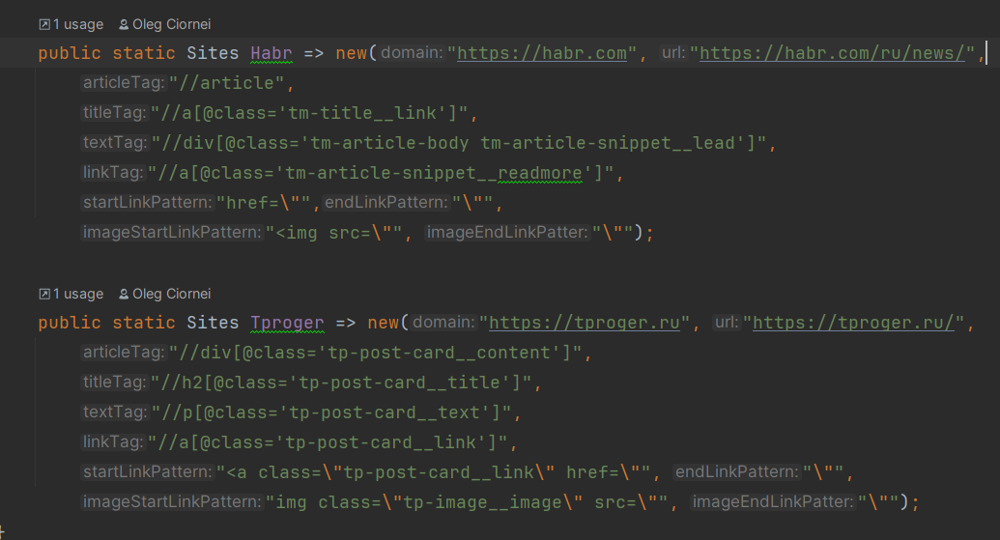 1 usage Oleg Ciornei
public static Sites Habr => new(domain:"https://habr.com", url:"https://habr.com/ru/news/",
articleTag:"//article",
titleTag:"//a[@class='tm-title__link']",
textTag:"//div[@class='tm-article-body tm-article-snippet__lead']",
linkTag:"//a[@class='tm-article-snippet__readmore']",
startLinkPattern:"href=\"",endLinkPattern:"\"",
imageStartLinkPattern:"<img src=\"", imageEndLinkPatter:"\"");
1 usage Oleg Ciornei
public static Sites Tproger => new(domain:"https://tproger.ru", url:"https://tproger.ru/",
articleTag:"//div[@class='tp-post-card__content']",
titleTag:"//h2[@class='tp-post-card__title']",
textTag:"//p[@class='tp-post-card__text']",
linkTag:"//a[@class='tp-post-card__link']",
startLinkPattern:"<a class=\"tp-post-card__link\" href=\"", endLinkPattern:"\"",
imageStartLinkPattern:"img class=\"tp-image__image\" src=\"", imageEndLinkPatter:"\"");